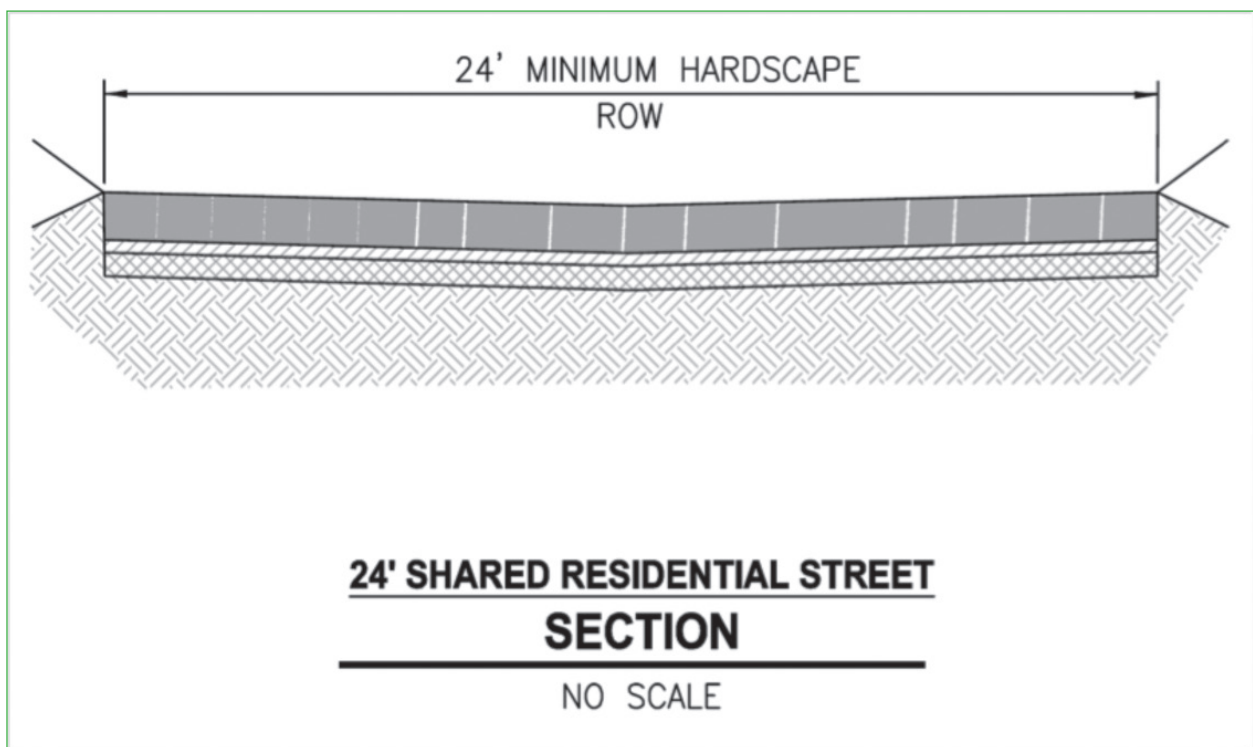 24' MINIMUM HARDSCAPE
ROW
24' SHARED RESIDENTIAL STREET
SECTION
NO SCALE